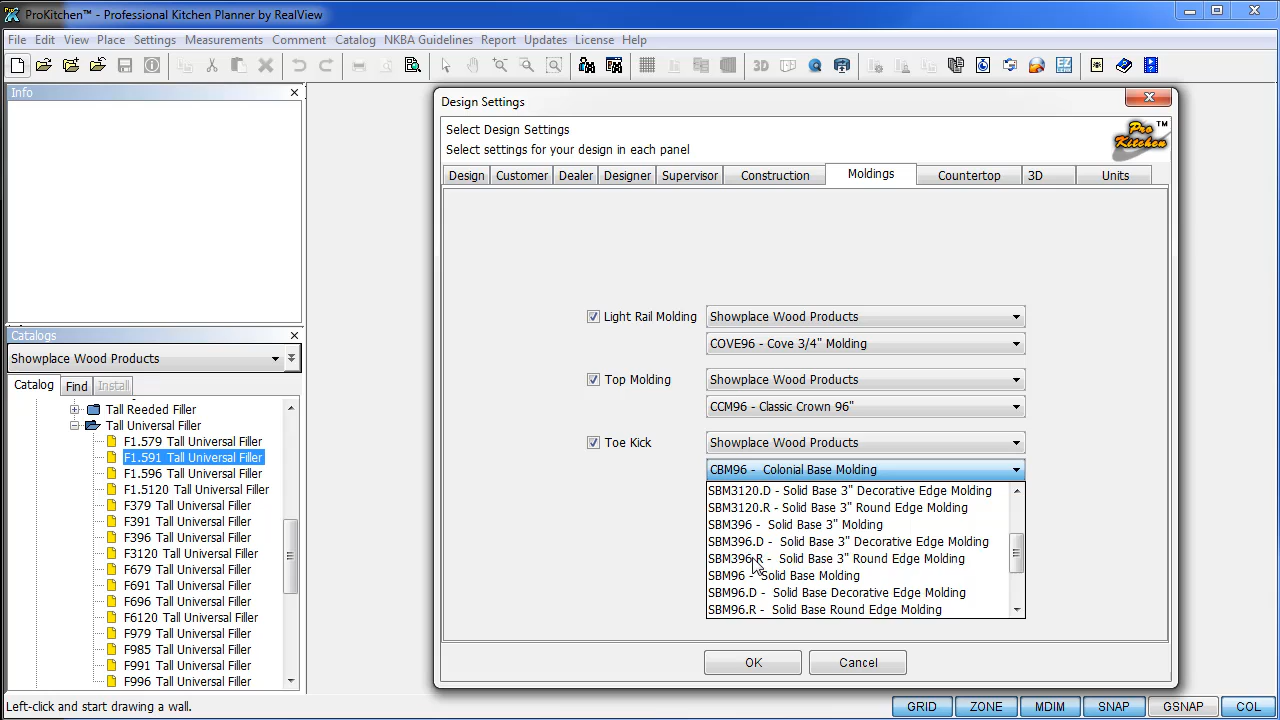 ProKitchen™ - Professional Kitchen Planner by RealView
File Edit View Place Settings Measurements Comment Catalog NKBA Guidelines Report Updates License Help
3D
EZ
Info
Catalogs
Showplace Wood Products
Catalog Find Install
Tall Reeded Filler
Tall Universal Filler
F1.579 Tall Universal Filler
F1.591 Tall Universal Filler
F1.596 Tall Universal Filler
F1.5120 Tall Universal Filler
F379 Tall Universal Filler
F391 Tall Universal Filler
F396 Tall Universal Filler
F3120 Tall Universal Filler
F679 Tall Universal Filler
F691 Tall Universal Filler
F696 Tall Universal Filler
F6120 Tall Universal Filler
F979 Tall Universal Filler
F985 Tall Universal Filler
F991 Tall Universal Filler
F996 Tall Universal Filler
Design Settings
Select Design Settings
Select settings for your design in each panel
Pro Kitchen™
Design Customer Dealer Designer Supervisor Construction Moldings Countertop 3D Units
Light Rail Molding Showplace Wood Products
COVE96 - Cove 3/4" Molding
Top Molding Showplace Wood Products
CCM96 - Classic Crown 96"
Toe Kick Showplace Wood Products
CBM96 - Colonial Base Molding
SBM3120.D - Solid Base 3" Decorative Edge Molding
SBM3120.R - Solid Base 3" Round Edge Molding
SBM396 - Solid Base 3" Molding
SBM396.D - Solid Base 3" Decorative Edge Molding
SBM396.R - Solid Base 3" Round Edge Molding
SBM96 - Solid Base Molding
SBM96.D - Solid Base Decorative Edge Molding
SBM96.R - Solid Base Round Edge Molding
OK Cancel
Left-click and start drawing a wall.
GRID ZONE MDIM SNAP GSNAP COL